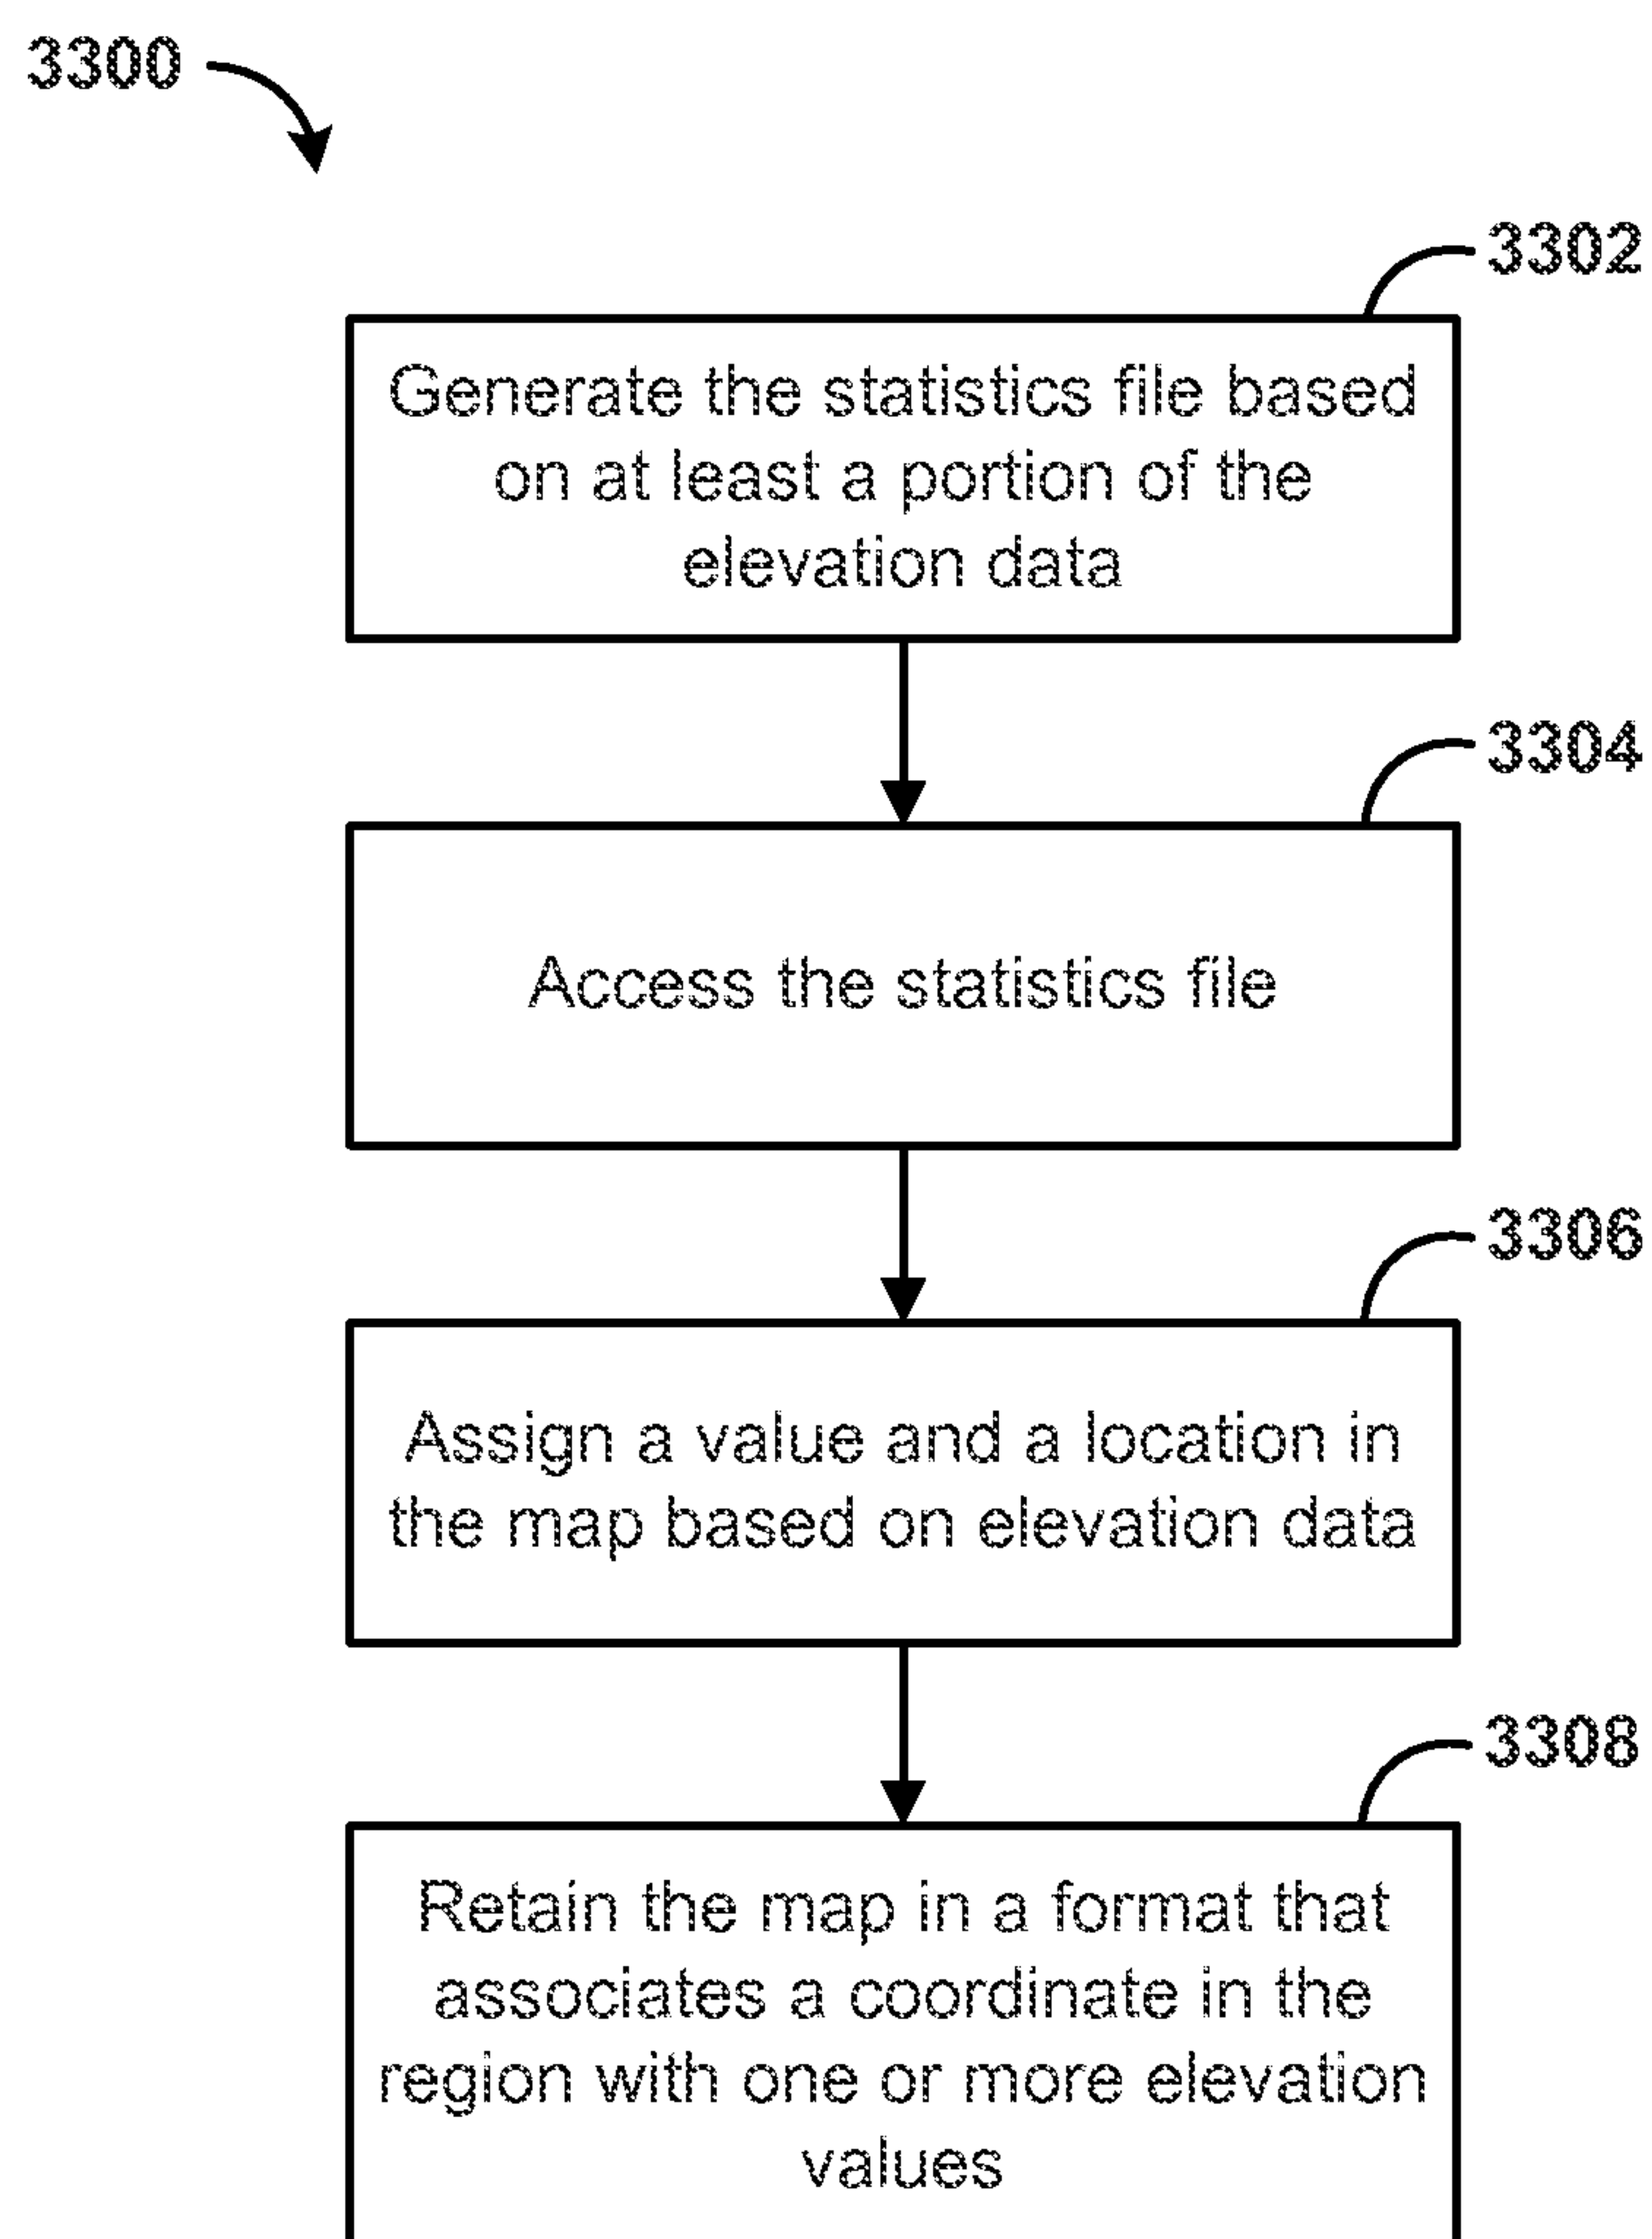 3300
3302
Generate the statistics file based
on at least a portion of the
elevation data
3304
Access the statistics file
3306
Assign a value and a location in
the map based on elevation data
3308
Retain the map in a format that
associates a coordinate in the
region with one or more elevation
values